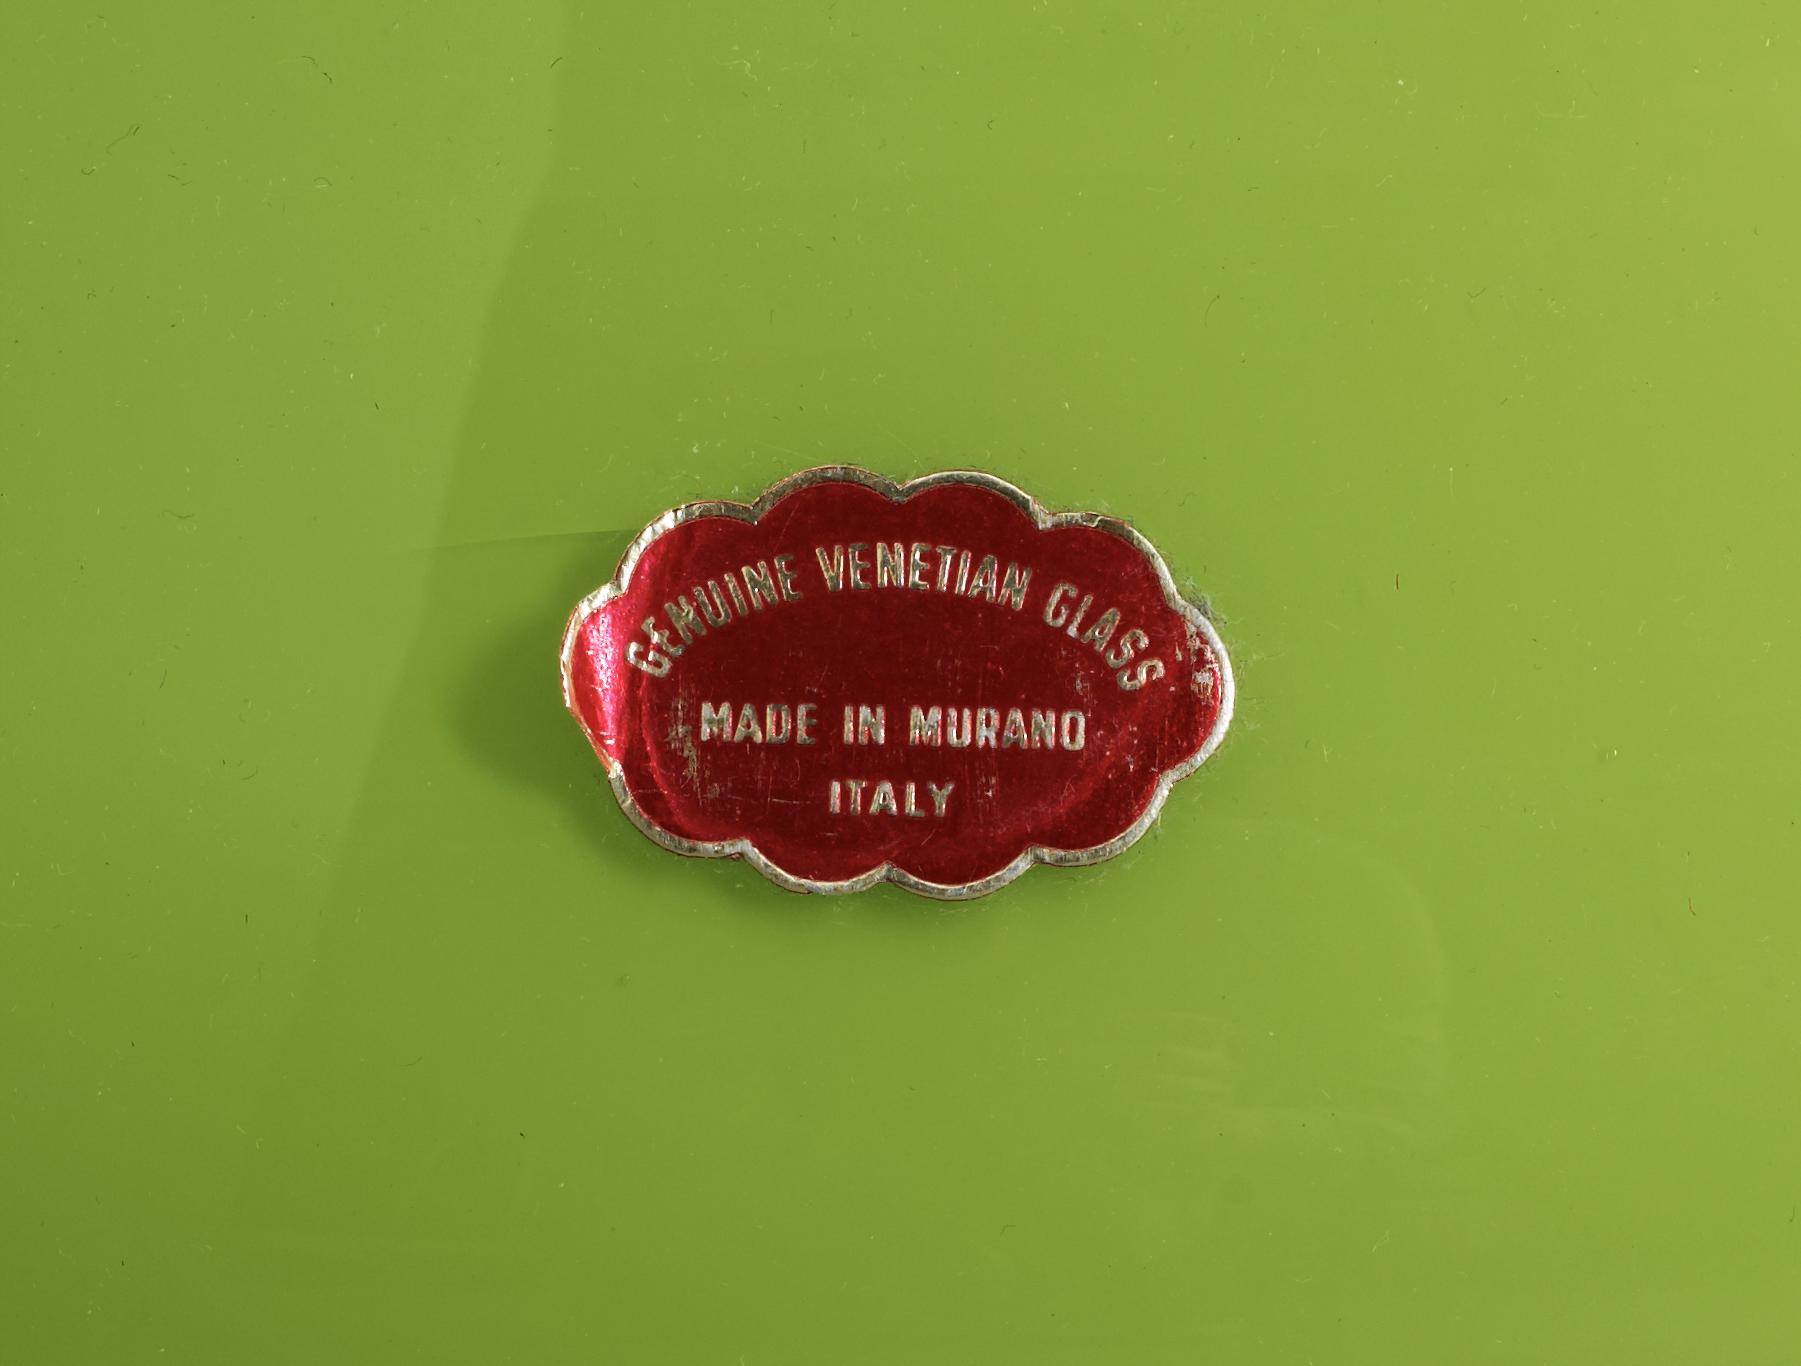 GENUINE VENETIAN GLASS
MADE IN MURANO
ITALY